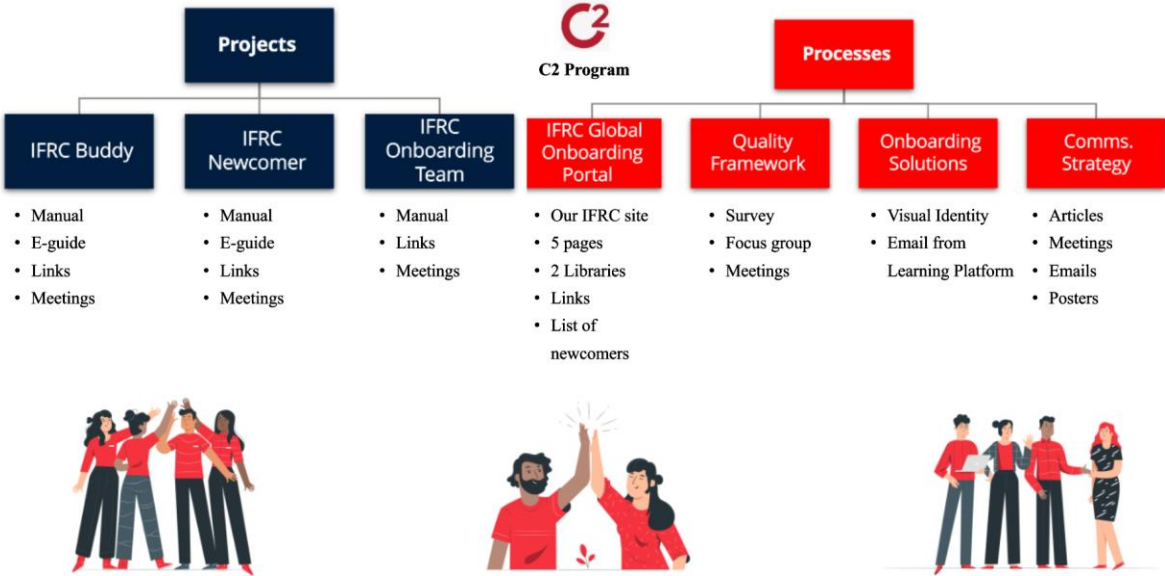 C2
C2 Program
Projects
IFRC Buddy
• Manual
• E-guide
• Links
• Meetings
IFRC
Newcomer
• Manual
• E-guide
• Links
• Meetings
IFRC
Onboarding
Team
• Manual
• Links
• Meetings
Processes
IFRC Global
Onboarding
Portal
• Our IFRC site
• 5 pages
• 2 Libraries
• Links
• List of
newcomers
Quality
Framework
• Survey
• Focus group
• Meetings
Onboarding
Solutions
• Visual Identity
• Email from
Learning Platform
Comms.
Strategy
• Articles
• Meetings
• Emails
• Posters